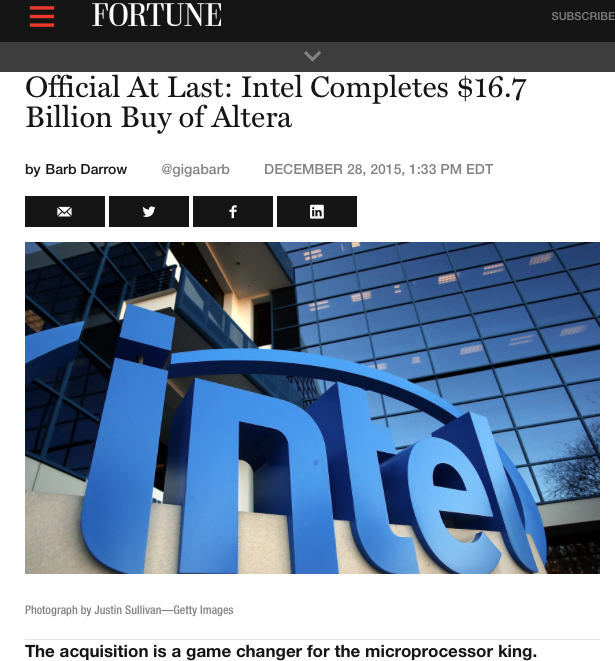 FORTUNE
SUBSCRIBE
Official At Last: Intel Completes $16.7
Billion Buy of Altera
by Barb Darrow @gigabarb DECEMBER 28, 2015, 1:33 PM EDT
f in
intel
Photograph by Justin Sullivan—Getty Images
The acquisition is a game changer for the microprocessor king.